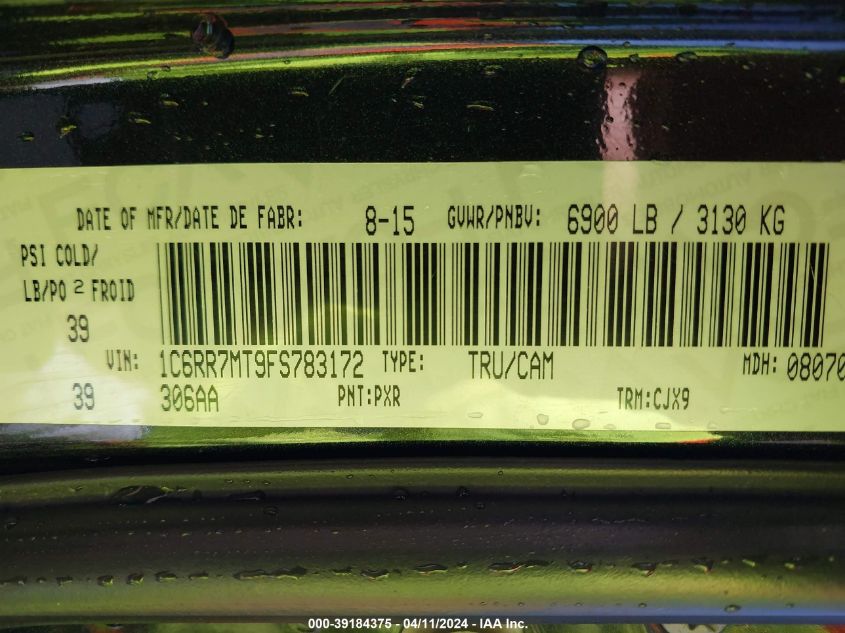 DATE OF MFR/DATE DE FABR: 8-15 GVWR/PNBV: 6900 LB / 3130 KG
PSI COLD/
LB/PO 2 FROID
39
VIN: 1C6RR7MT9FS783172 TYPE: TRU/CAM MDH: 08070
39 306AA PNT:PXR TRM:CJX9
000-39184375 - 04/11/2024 - IAA Inc.